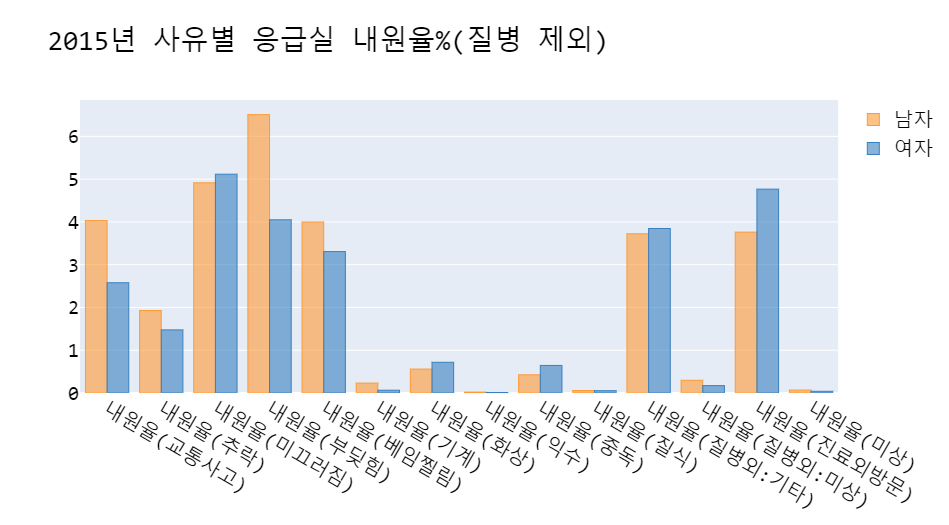 2015년 사유별 응급실 내원율%(질병 제외)
남자
여자
6
5
4
3
2
1
0
내원율(교통사고)
내원율(추락)
내원율(미끄러짐)
내원율(부딪힘)
내원율(베임찔림)
내원율(기계)
내원율(화상)
내원율(익수)
내원율(중독)
내원율(질식)
내원율(질병외:기타)
내원율(질병외:미상)
내원율(진료외방문)
내원율(미상)